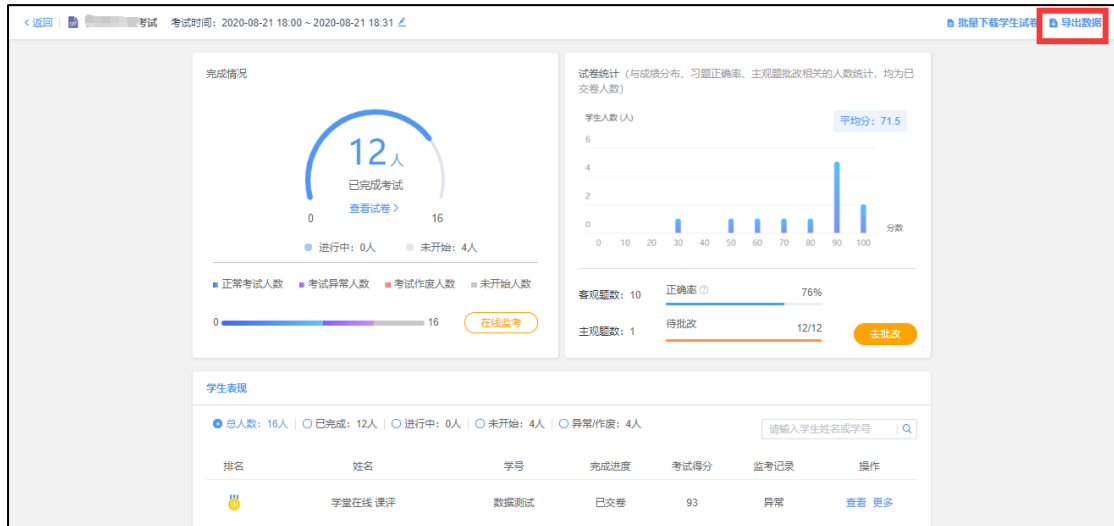 <返回 考试 考试时间：2020-08-21 18:00 ~ 2020-08-21 18:31 批量下载学生试卷 导出数据
完成情况
12人
已完成考试
查看试卷>
0 16
进行中：0人 未开始：4人
正常考试人数 考试异常人数 考试作废人数 未开始人数
0 16 在线监考
试卷统计（与成绩分布、习题正确率、主观题批改相关的人数统计，均为已
交卷人数）
学生人数(人) 平均分：71.5
6
4
2
0 分数
0 10 20 30 40 50 60 70 80 90 100
客观题数：10 正确率 76%
主观题数：1 待批改 12/12 去批改
学生表现
总人数：16人 已完成：12人 进行中：0人 未开始：4人 异常/作废：4人 请输入学生姓名或学号
排名 姓名 学号 完成进度 考试得分 监考记录 操作
1 学堂在线 课评 数据测试 已交卷 93 异常 查看 更多